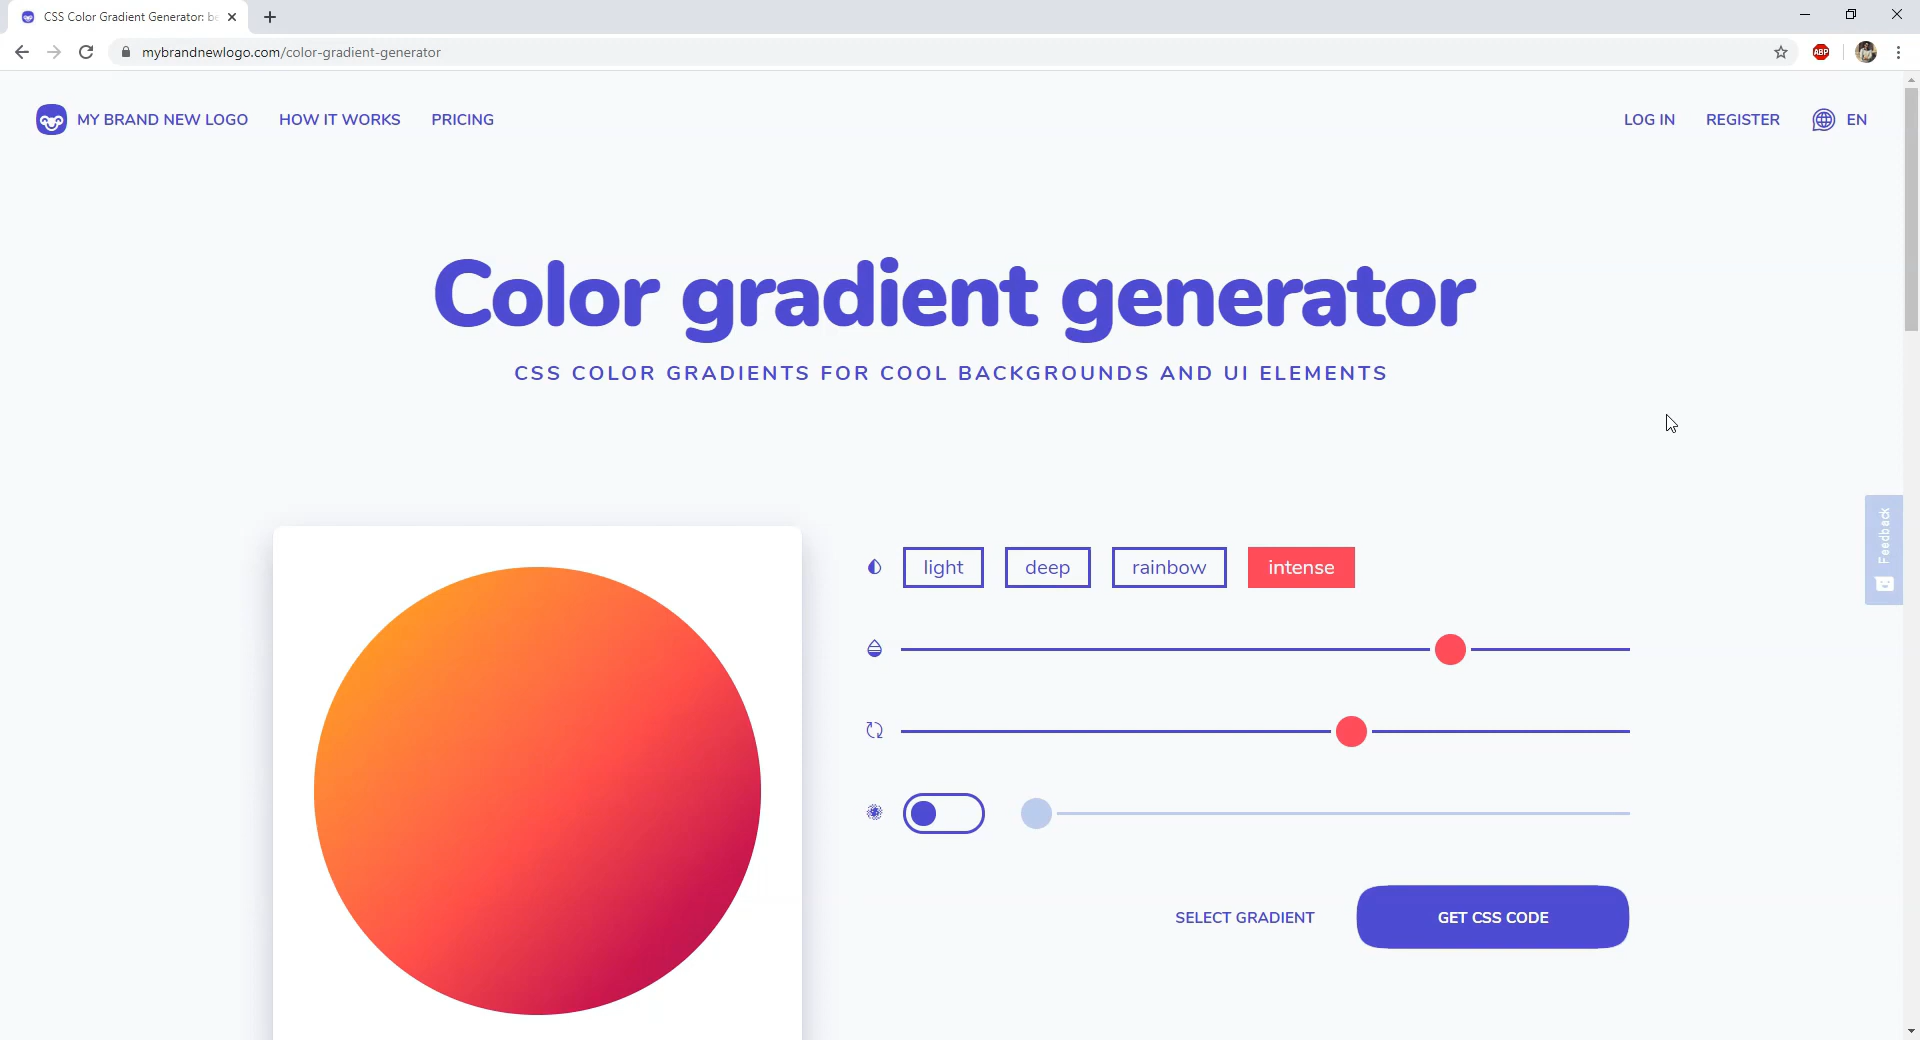 CSS Color Gradient Generator: be
mybrandnewlogo.com/color-gradient-generator
ABP
MY BRAND NEW LOGO HOW IT WORKS PRICING LOG IN REGISTER EN
Color gradient generator
CSS COLOR GRADIENTS FOR COOL BACKGROUNDS AND UI ELEMENTS
Feedback
light deep rainbow intense
SELECT GRADIENT GET CSS CODE